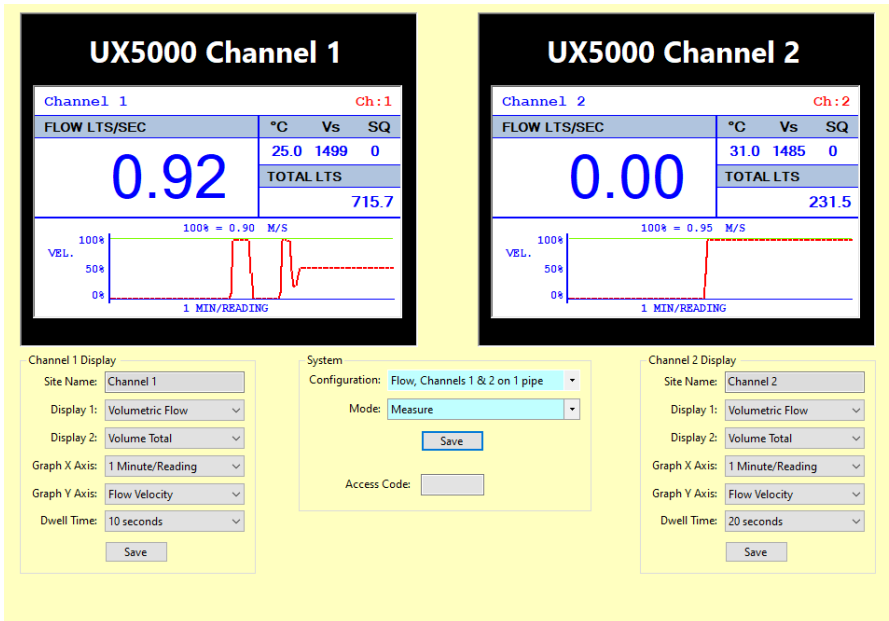 UX5000 Channel 1
Channel 1 Ch:1
FLOW LTS/SEC °C Vs SQ
25.0 1499 0
0.92
TOTAL LTS
715.7
100% = 0.90 M/S
100%
VEL.
50%
0%
1 MIN/READING
UX5000 Channel 2
Channel 2 Ch:2
FLOW LTS/SEC °C Vs SQ
31.0 1485 0
0.00
TOTAL LTS
231.5
100% = 0.95 M/S
100%
VEL.
50%
0%
1 MIN/READING
Channel 1 Display
Site Name: Channel 1
Display 1: Volumetric Flow
Display 2: Volume Total
Graph X Axis: 1 Minute/Reading
Graph Y Axis: Flow Velocity
Dwell Time: 10 seconds
Save
System
Configuration: Flow, Channels 1 & 2 on 1 pipe
Mode: Measure
Save
Access Code:
Channel 2 Display
Site Name: Channel 2
Display 1: Volumetric Flow
Display 2: Volume Total
Graph X Axis: 1 Minute/Reading
Graph Y Axis: Flow Velocity
Dwell Time: 20 seconds
Save